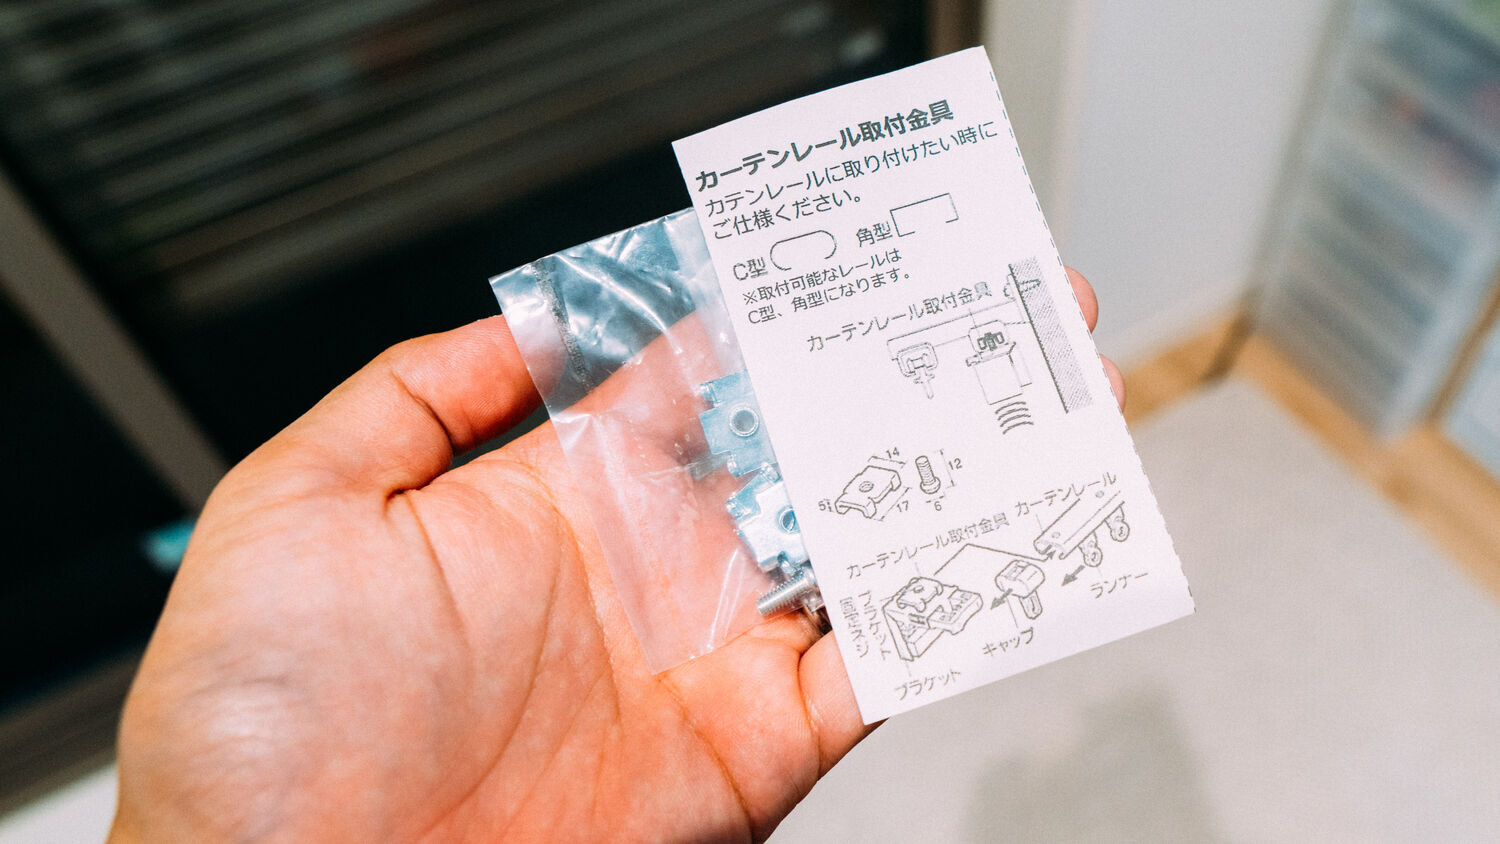 カーテンレール取付金具
カテンレールに取り付けたい時に
ご仕様ください。
C型
角型
※取付可能なレールは
C型、角型になります。
カーテンレール取付金具
14
12
5
17
6
カーテンレール
カーテンレール取付金具
ランナー
ブラケット
固定ネジ
キャップ
ブラケット